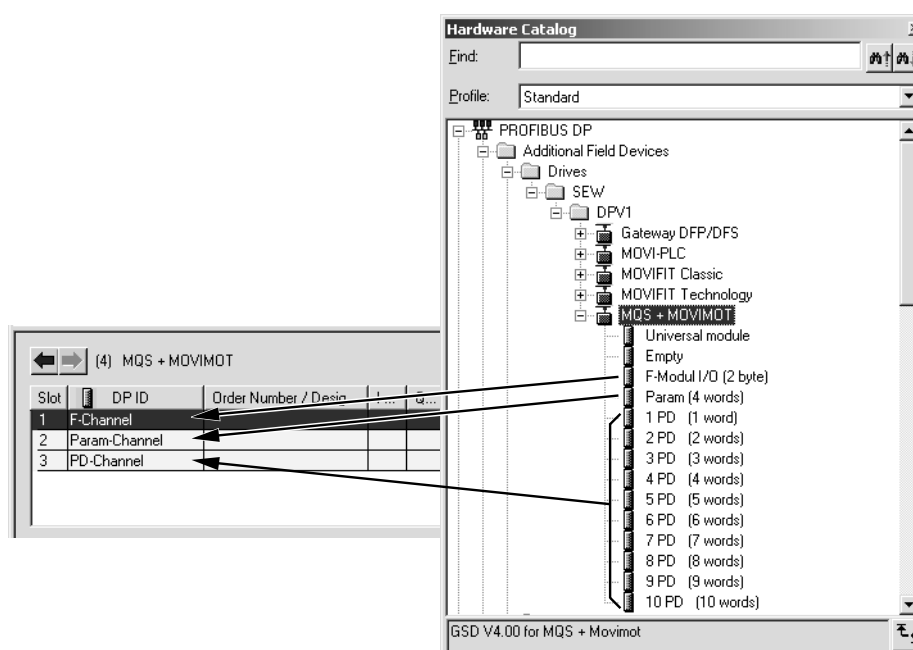 Hardware Catalog
Find:
Profile: Standard
PROFIBUS DP
Additional Field Devices
Drives
SEW
DPV1
Gateway DFP/DFS
MOVI-PLC
MOVIFIT Classic
MOVIFIT Technology
MQS + MOVIMOT
Universal module
Empty
F-Modul I/O (2 byte)
Param (4 words)
1 PD (1 word)
2 PD (2 words)
3 PD (3 words)
4 PD (4 words)
5 PD (5 words)
6 PD (6 words)
7 PD (7 words)
8 PD (8 words)
9 PD (9 words)
10 PD (10 words)
GSD V4.00 for MQS + Movimot
(4) MQS + MOVIMOT
Slot DP ID Order Number / Desig... I... Q...
1 F-Channel
2 Param-Channel
3 PD-Channel